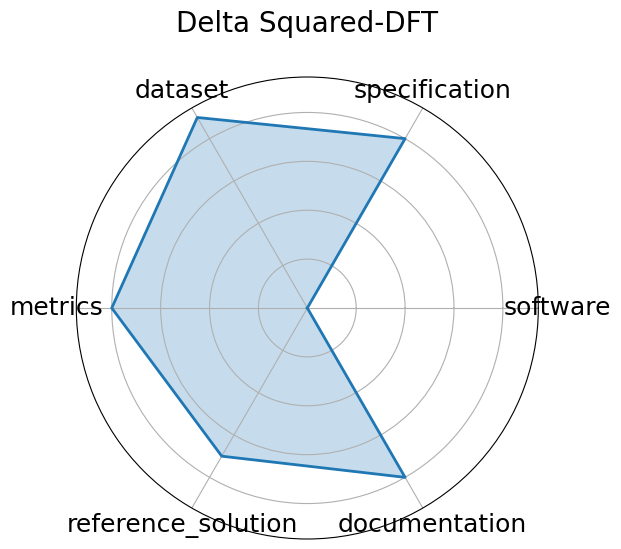 Delta Squared-DFT
dataset
specification
metrics
software
reference_solution
documentation